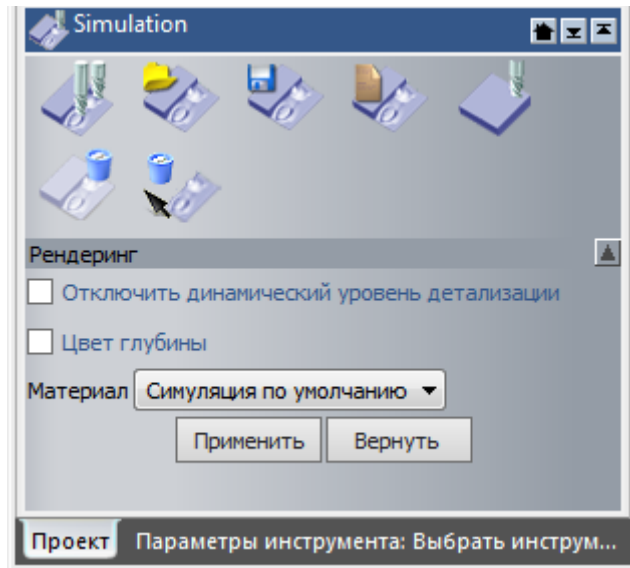 Simulation
Рендеринг
Отключить динамический уровень детализации
Цвет глубины
Материал Симуляция по умолчанию
Применить Вернуть
Проект Параметры инструмента: Выбрать инструм...